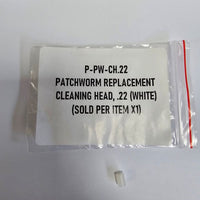 P-PW-CH.22
PATCHWORM REPLACEMENT
CLEANING HEAD, .22 (WHITE)
(SOLD PER ITEM X1)